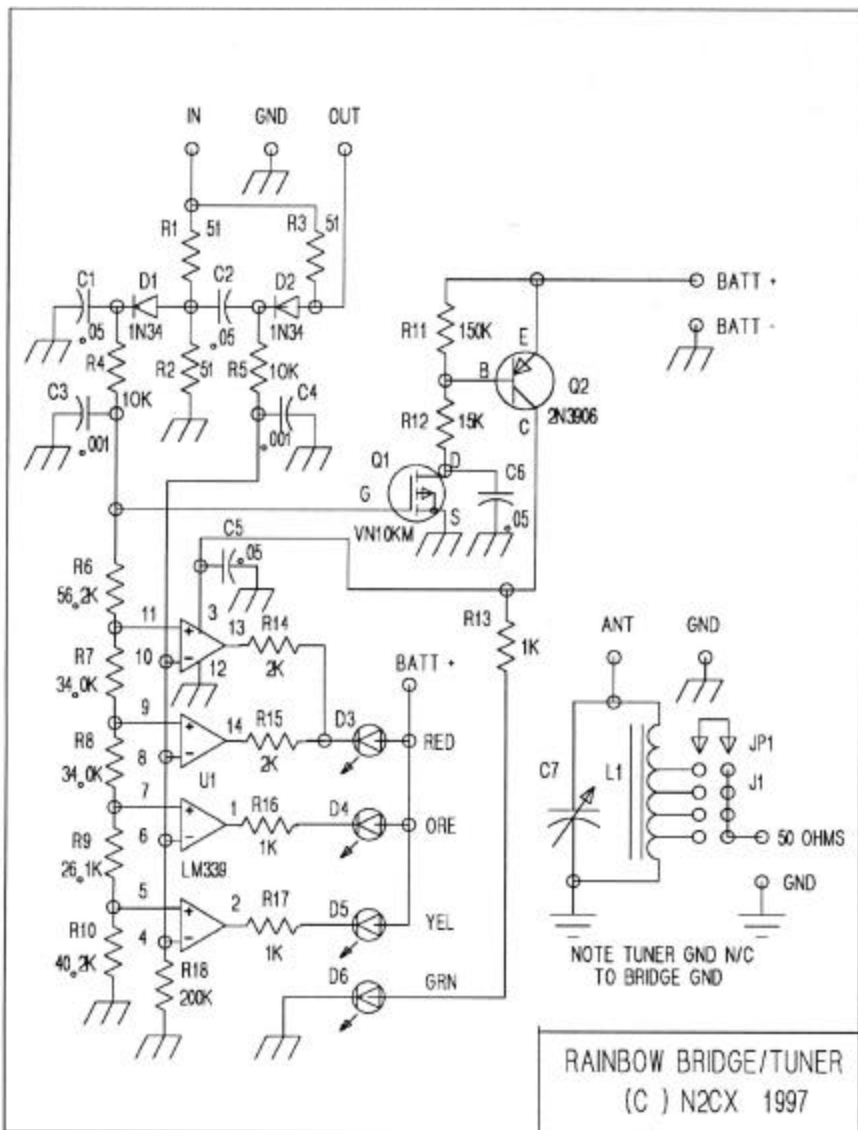 IN GND OUT
R1 51 R3 51
C1 D1 C2 D2
.05 1N34 .05 1N34
R4 R2 51 R5 10K
10K
C3 C4
.001 .001
BATT +
BATT -
R11 150K E
B Q2
2N3906
R12 15K C
Q1 D
G C6
S .05
VN10KM
C5
.05
R6
56.2K
11 3 13 R14
10 12 2K
R13
1K
R7
34.0K
BATT +
9 14 R15 D3 RED
8 2K
U1
R8
34.0K
7 1 R16 D4 ORE
6 1K
LM339
R9
26.1K
5 2 R17 D5 YEL
4 1K
R10
40.2K
R18
200K
D6 GRN
ANT GND
JP1
C7 L1 J1
50 OHMS
GND
NOTE TUNER GND N/C
TO BRIDGE GND
RAINBOW BRIDGE/TUNER
(C ) N2CX 1997